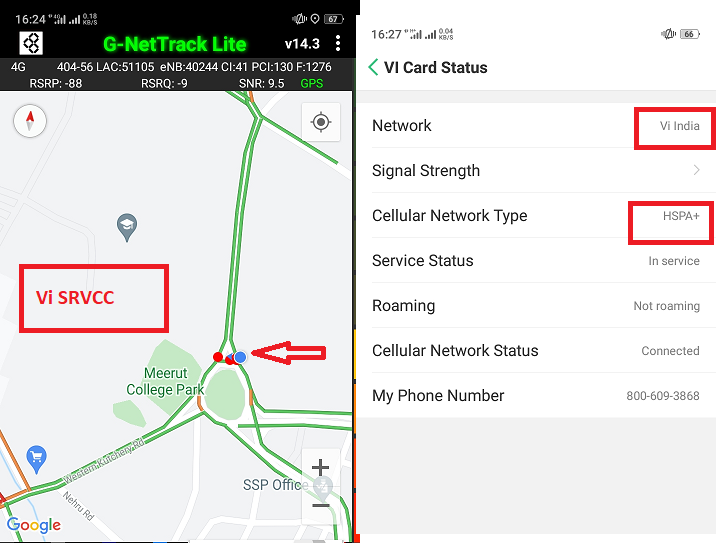 16:24 4G 0.18 KB/S 67
G-NetTrack Lite v14.3
4G 404-56 LAC:51105 eNB:40244 CI:41 PCI:130 F:1276
RSRP: -88 RSRQ: -9 SNR: 9.5 GPS
Vi SRVCC
Meerut
College Park
Western Kutchery Rd
Nehru Rd
SSP Office
Google
16:27 0.04 KB/S 66
VI Card Status
Network Vi India
Signal Strength
Cellular Network Type HSPA+
Service Status In service
Roaming Not roaming
Cellular Network Status Connected
My Phone Number 800-609-3868